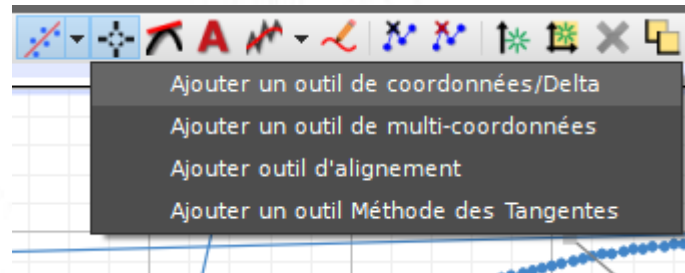 Ajouter un outil de coordonnées/Delta
Ajouter un outil de multi-coordonnées
Ajouter outil d'alignement
Ajouter un outil Méthode des Tangentes